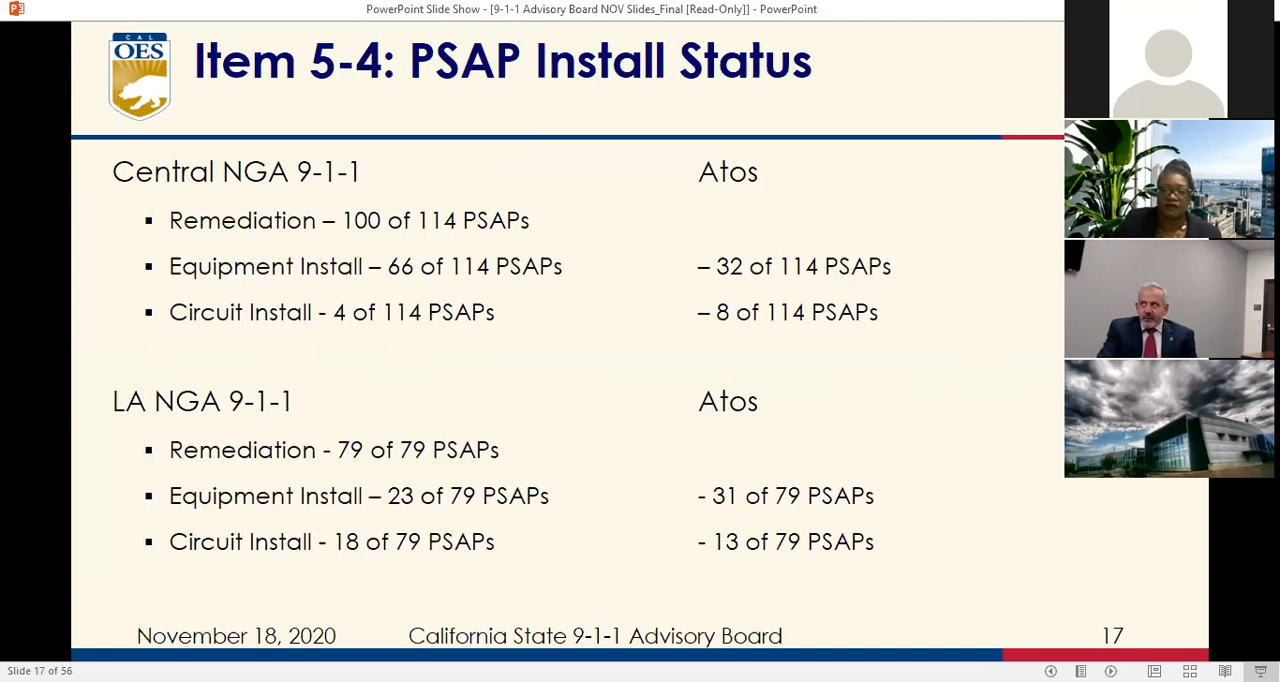 PowerPoint Slide Show - [9-1-1 Advisory Board NOV Slides_Final [Read-Only]] - PowerPoint
CAL
OES
Item 5-4: PSAP Install Status
Central NGA 9-1-1 Atos
▪ Remediation – 100 of 114 PSAPs
▪ Equipment Install – 66 of 114 PSAPs – 32 of 114 PSAPs
▪ Circuit Install - 4 of 114 PSAPs – 8 of 114 PSAPs
LA NGA 9-1-1 Atos
▪ Remediation - 79 of 79 PSAPs
▪ Equipment Install – 23 of 79 PSAPs - 31 of 79 PSAPs
▪ Circuit Install - 18 of 79 PSAPs - 13 of 79 PSAPs
November 18, 2020 California State 9-1-1 Advisory Board 17
Slide 17 of 56